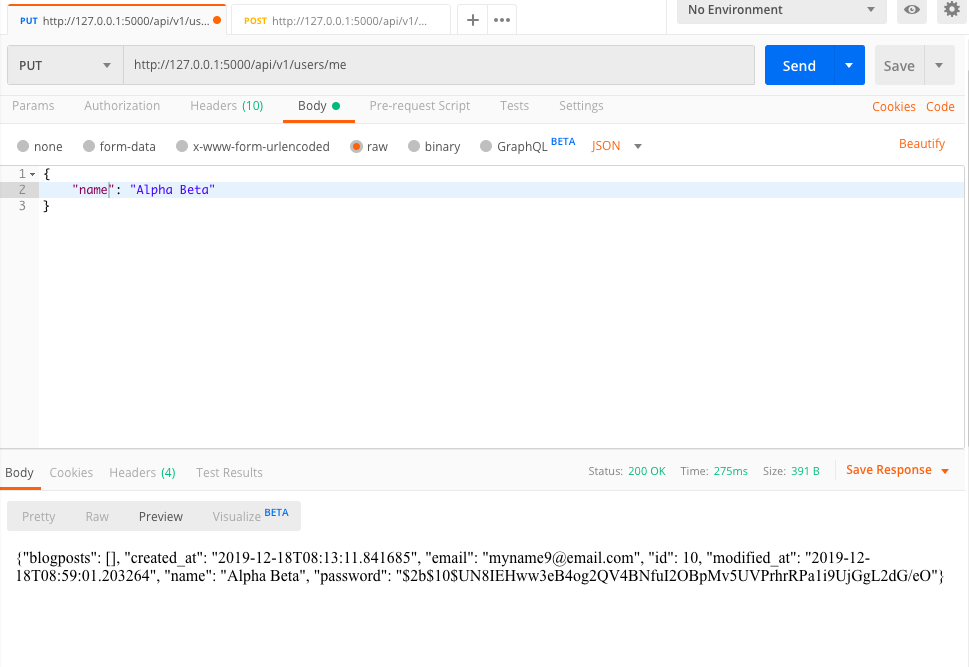 PUT http://127.0.0.1:5000/api/v1/us... POST http://127.0.0.1:5000/api/v1/... + ••• No Environment
PUT http://127.0.0.1:5000/api/v1/users/me Send Save
Params Authorization Headers (10) Body Pre-request Script Tests Settings Cookies Code
none form-data x-www-form-urlencoded raw binary GraphQL BETA JSON Beautify
1 {
2 "name": "Alpha Beta"
3 }
Body Cookies Headers (4) Test Results Status: 200 OK Time: 275ms Size: 391 B Save Response
Pretty Raw Preview Visualize BETA
{"blogposts": [], "created_at": "2019-12-18T08:13:11.841685", "email": "myname9@email.com", "id": 10, "modified_at": "2019-12-
18T08:59:01.203264", "name": "Alpha Beta", "password": "$2b$10$UN8IEHww3eB4og2QV4BNfuI2OBpMv5UVPrhrRPa1i9UjGgL2dG/eO"}